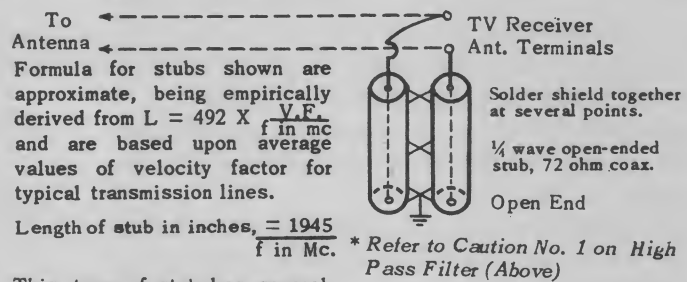 To
Antenna
TV Receiver
Ant. Terminals
Formula for stubs shown are
approximate, being empirically
derived from L = 492 X V.F.
f in mc
and are based upon average
values of velocity factor for
typical transmission lines.
Length of stub in inches, = 1945
f in Mc.
Solder shield together
at several points.
¼ wave open-ended
stub, 72 ohm coax.
Open End
* Refer to Caution No. 1 on High
Pass Filter (Above)